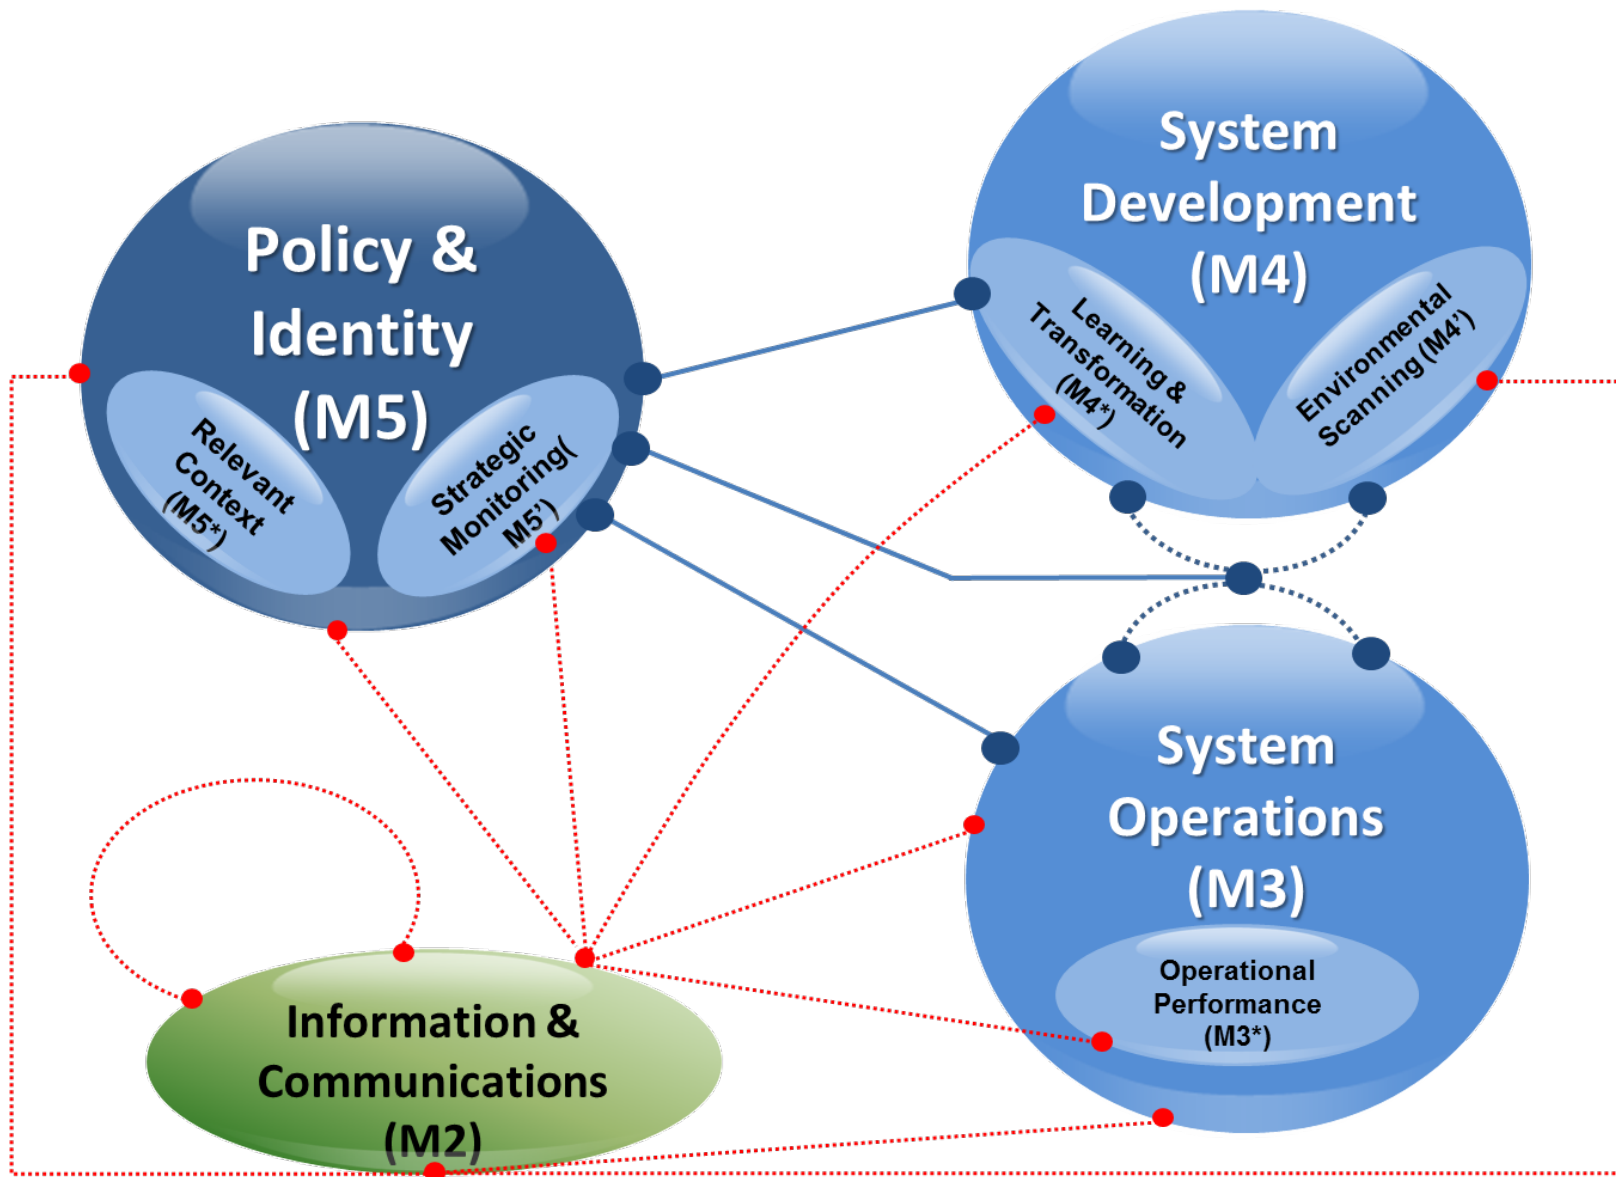 Policy &
Identity
(M5)
Relevant
Context
(M5*)
Strategic
Monitoring(
M5’)
System
Development
(M4)
Learning &
Transformation
(M4*)
Environmental
Scanning (M4’)
System
Operations
(M3)
Operational
Performance
(M3*)
Information &
Communications
(M2)